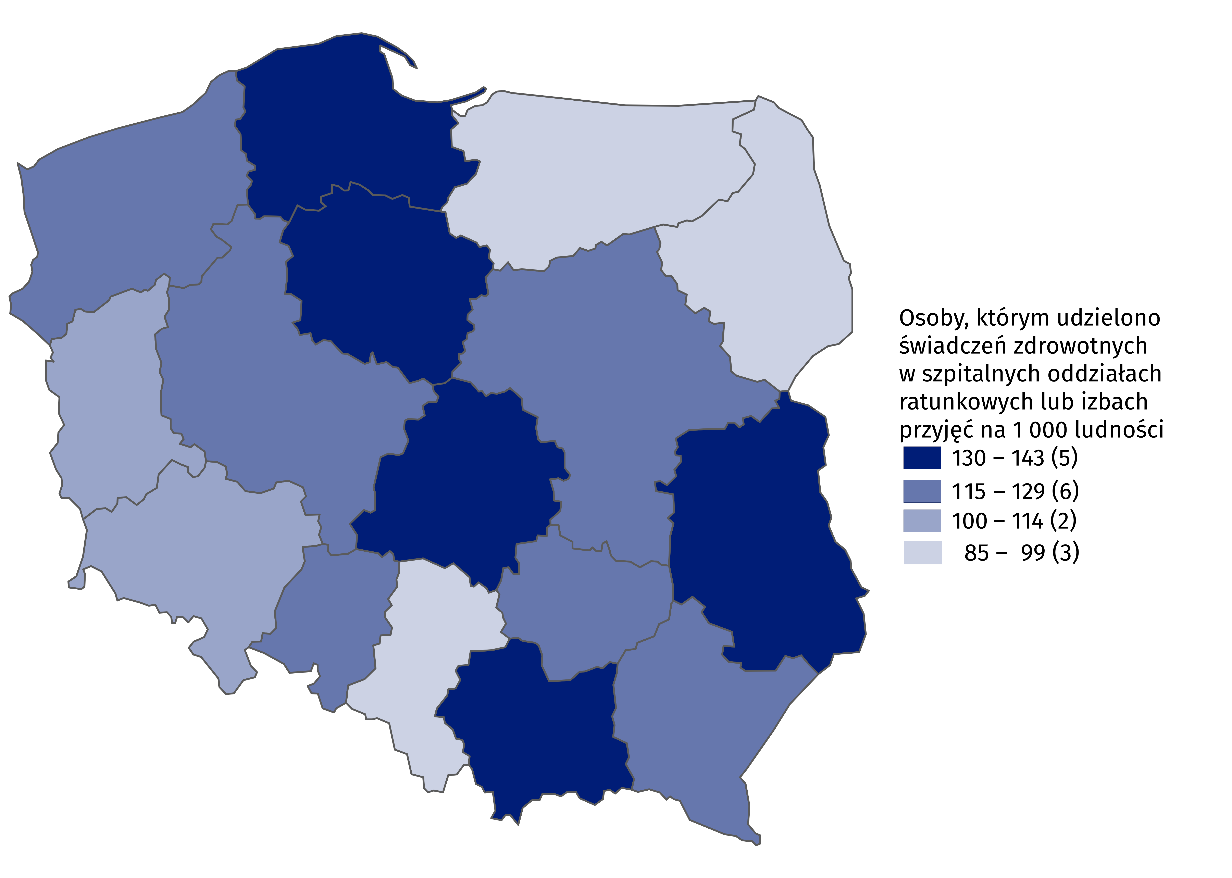 Osoby, którym udzielono
świadczeń zdrowotnych
w szpitalnych oddziałach
ratunkowych lub izbach
przyjęć na 1 000 ludności
130 – 143 (5)
115 – 129 (6)
100 – 114 (2)
85 – 99 (3)